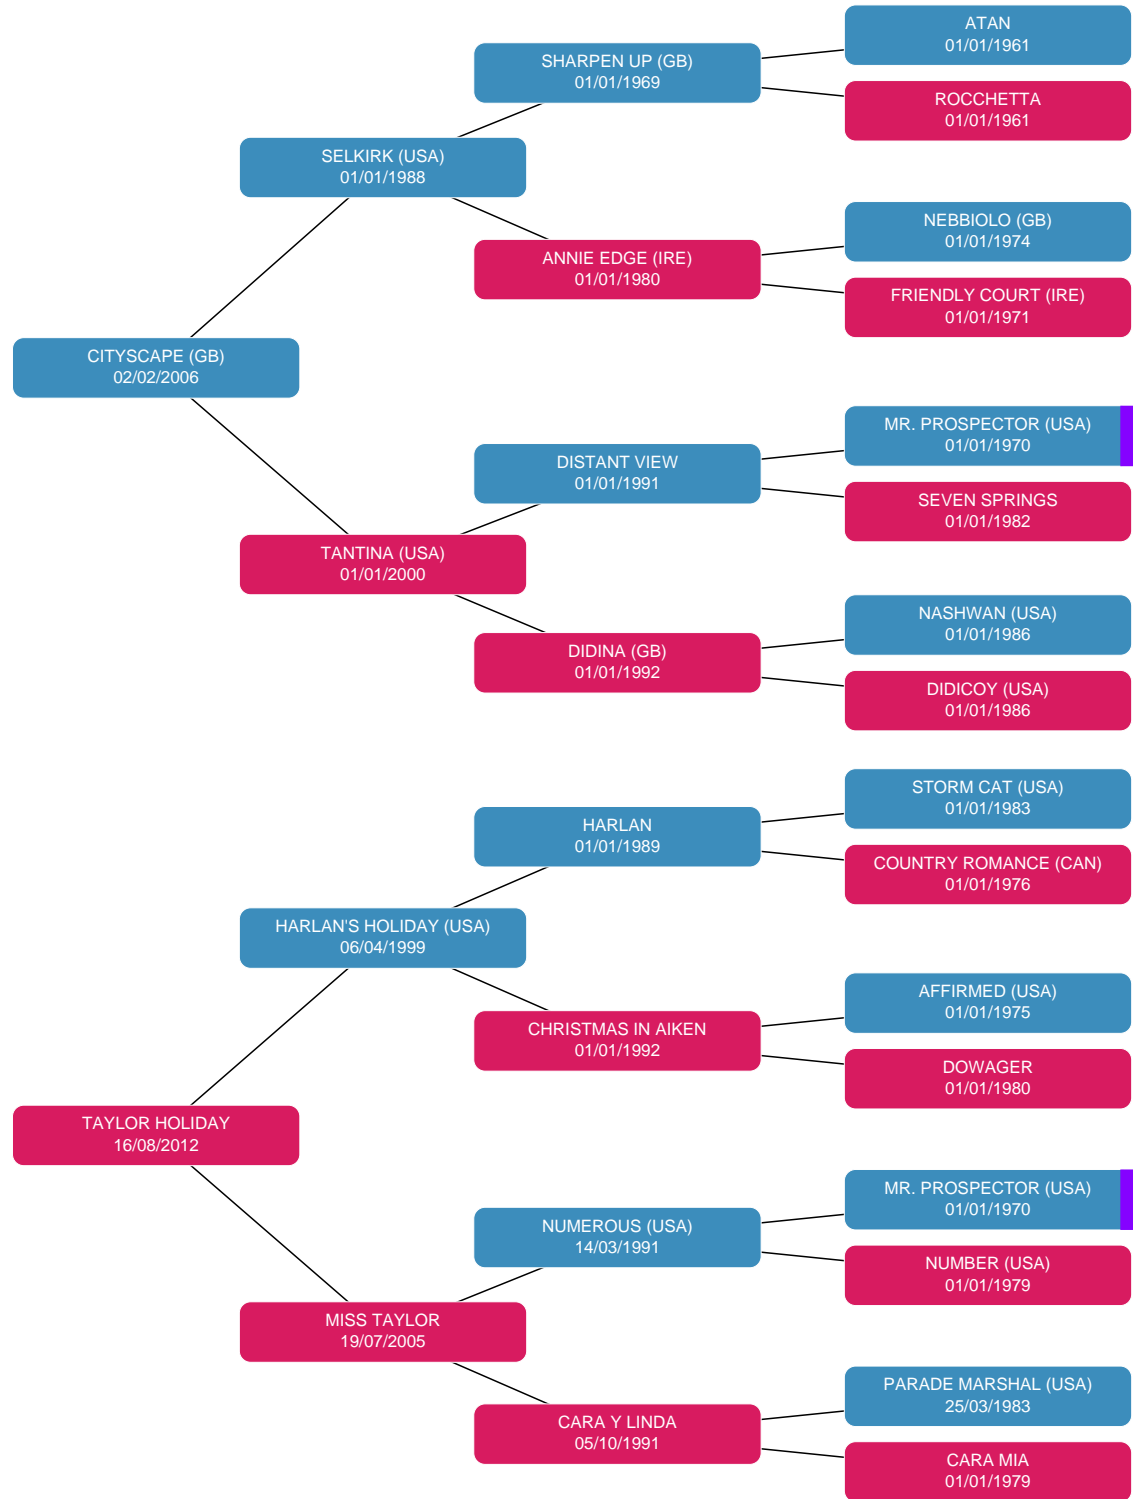 ATAN
01/01/1961
SHARPEN UP (GB)
01/01/1969
ROCCHETTA
01/01/1961
SELKIRK (USA)
01/01/1988
NEBBIOLO (GB)
01/01/1974
ANNIE EDGE (IRE)
01/01/1980
FRIENDLY COURT (IRE)
01/01/1971
CITYSCAPE (GB)
02/02/2006
MR. PROSPECTOR (USA)
01/01/1970
DISTANT VIEW
01/01/1991
SEVEN SPRINGS
01/01/1982
TANTINA (USA)
01/01/2000
NASHWAN (USA)
01/01/1986
DIDINA (GB)
01/01/1992
DIDICOY (USA)
01/01/1986
STORM CAT (USA)
01/01/1983
HARLAN
01/01/1989
COUNTRY ROMANCE (CAN)
01/01/1976
HARLAN'S HOLIDAY (USA)
06/04/1999
AFFIRMED (USA)
01/01/1975
CHRISTMAS IN AIKEN
01/01/1992
DOWAGER
01/01/1980
TAYLOR HOLIDAY
16/08/2012
MR. PROSPECTOR (USA)
01/01/1970
NUMEROUS (USA)
14/03/1991
NUMBER (USA)
01/01/1979
MISS TAYLOR
19/07/2005
PARADE MARSHAL (USA)
25/03/1983
CARA Y LINDA
05/10/1991
CARA MIA
01/01/1979